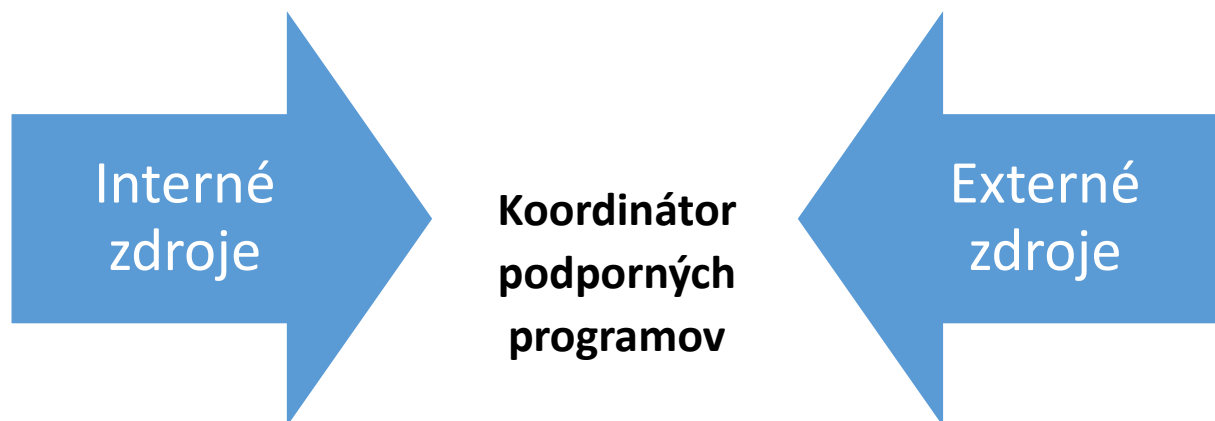 Interné
zdroje
Koordinátor
podporných
programov
Externé
zdroje